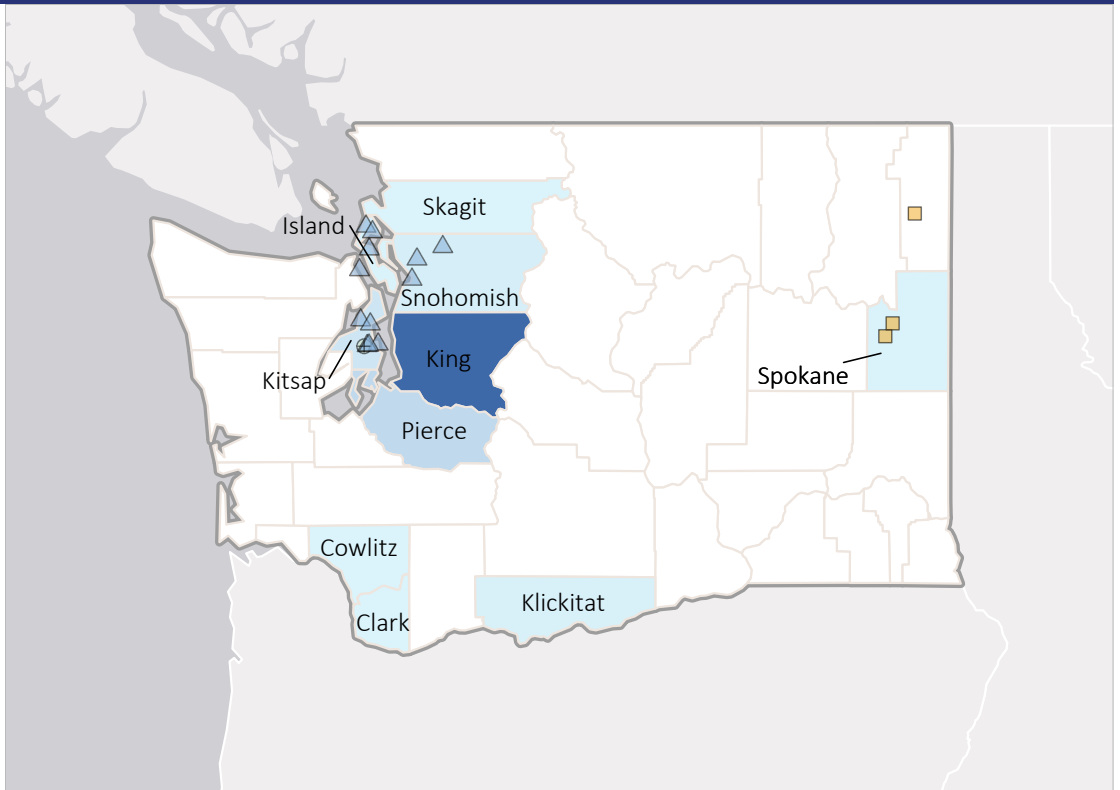 Skagit
Island
Snohomish
King
Kitsap
Spokane
Pierce
Cowlitz
Klickitat
Clark